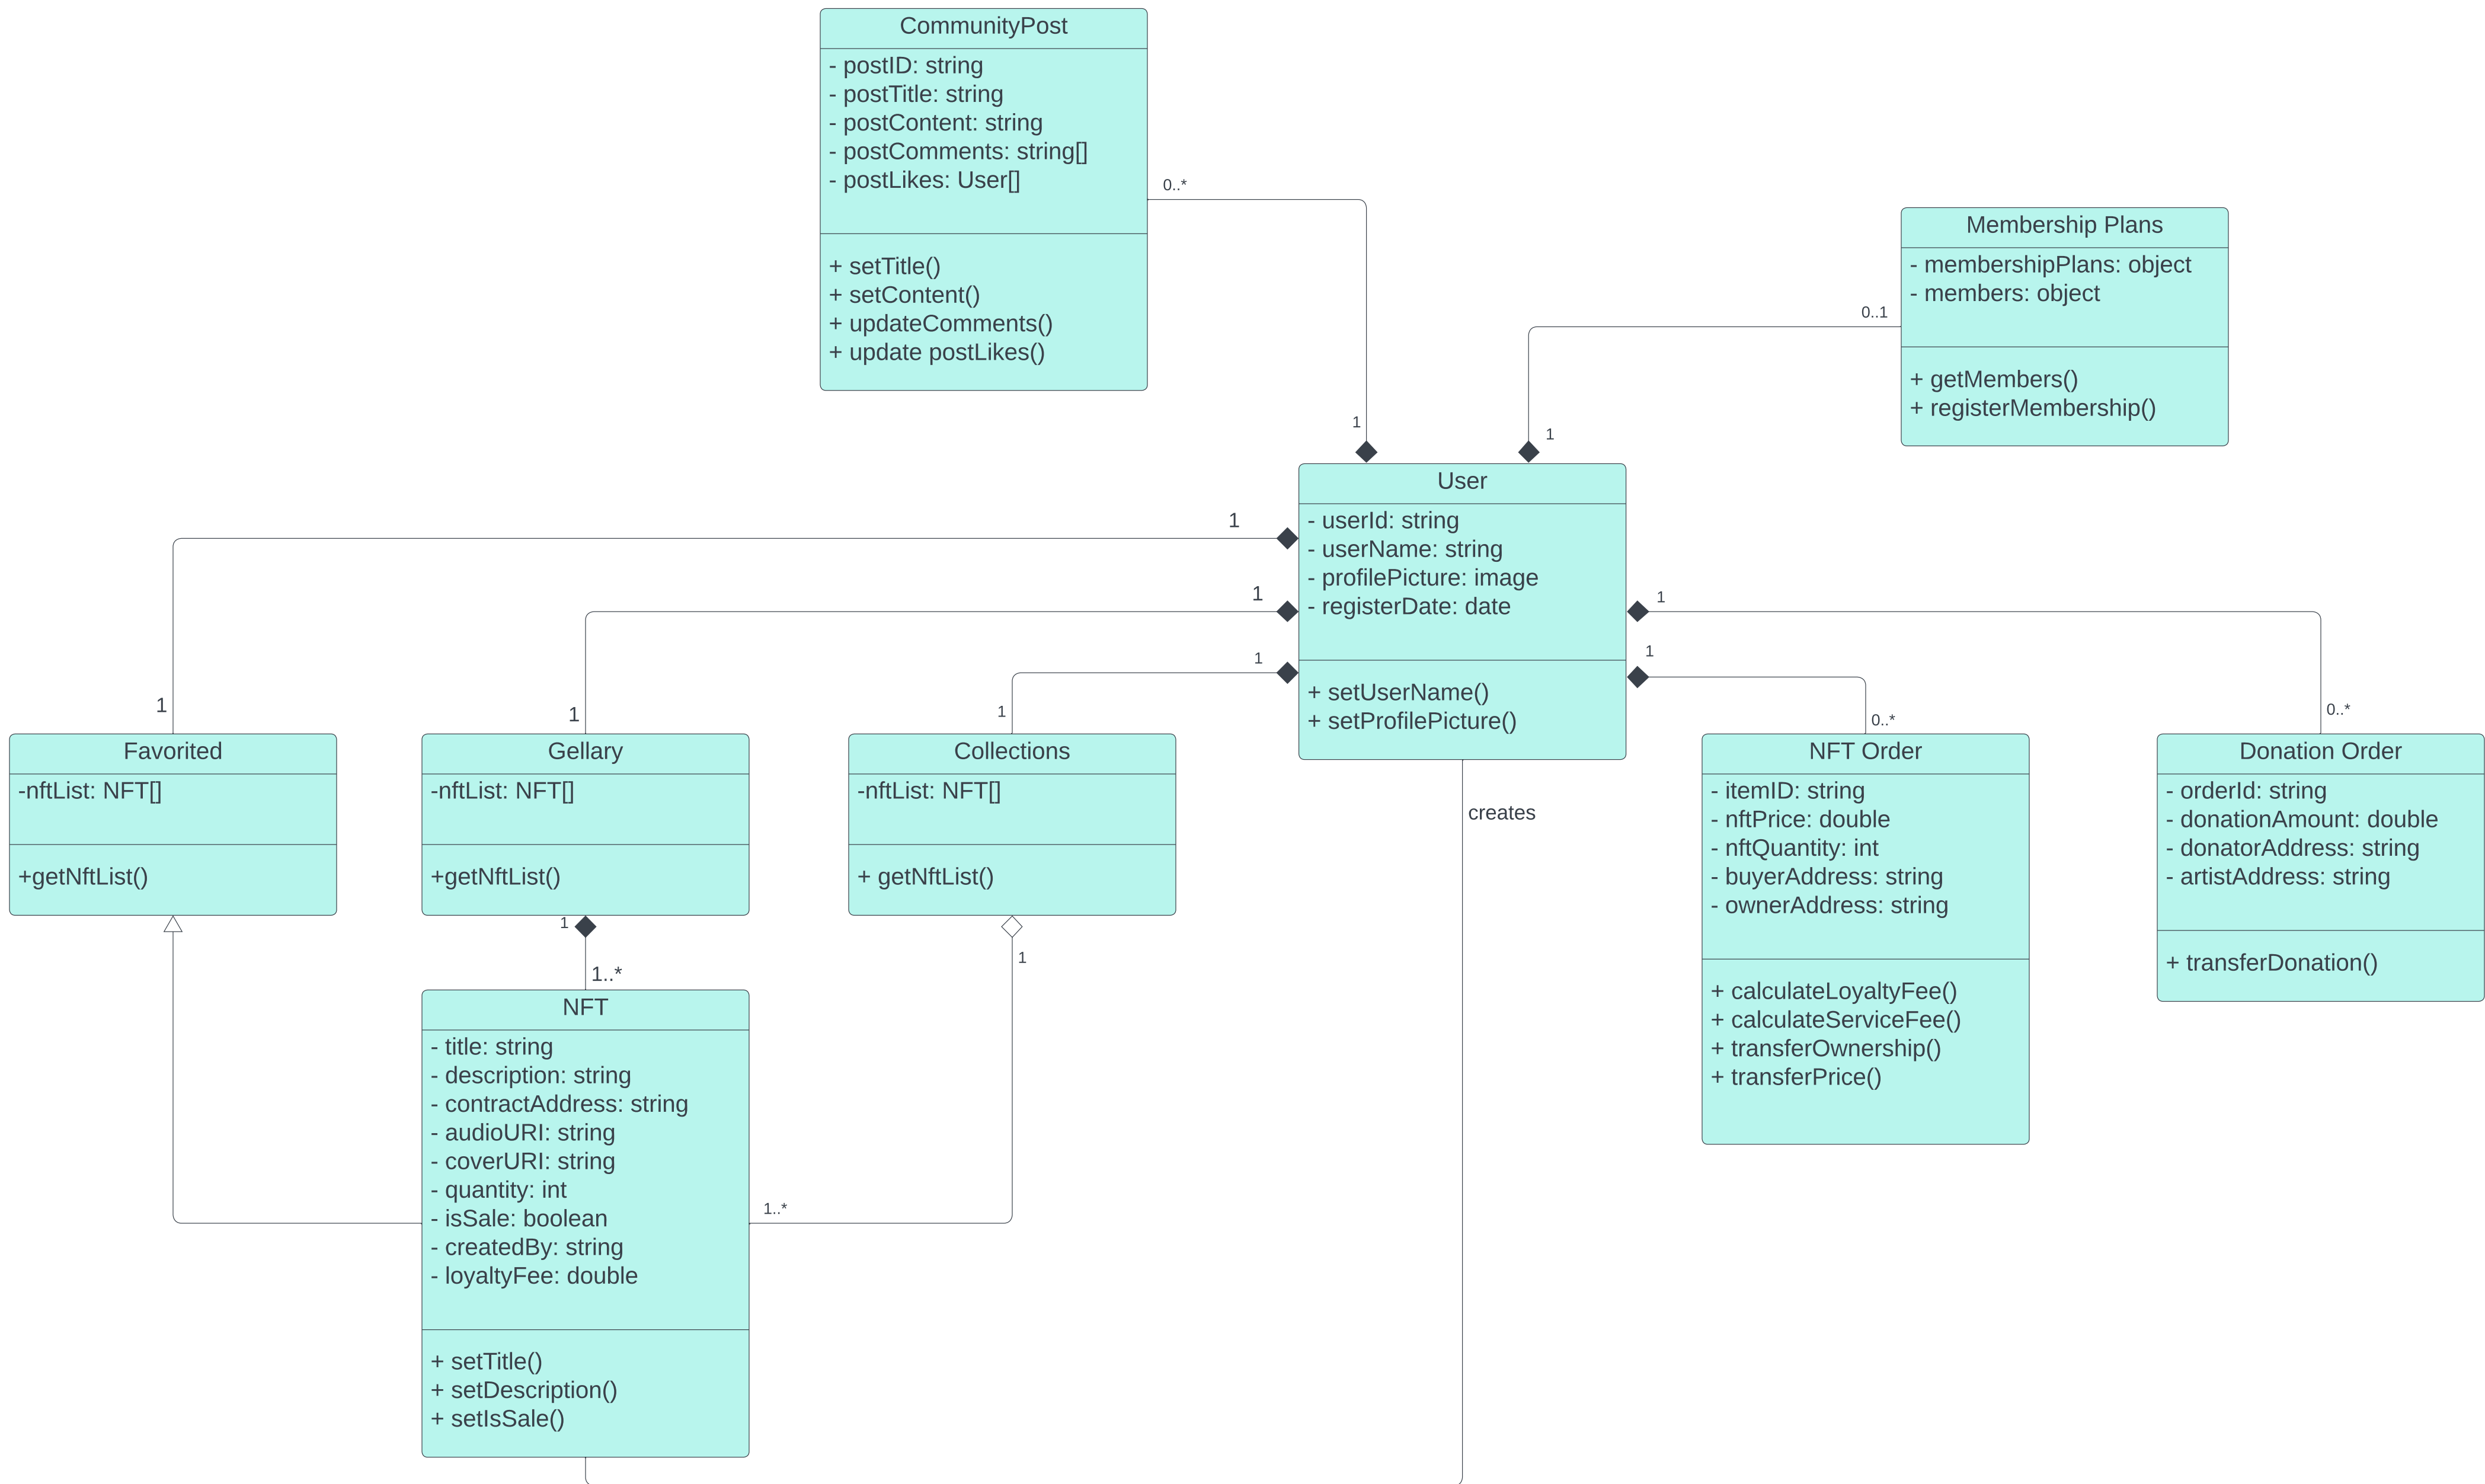 CommunityPost
- postID: string
- postTitle: string
- postContent: string
- postComments: string[]
- postLikes: User[]
+ setTitle()
+ setContent()
+ updateComments()
+ update postLikes()
0..*
1
Membership Plans
- membershipPlans: object
- members: object
+ getMembers()
+ registerMembership()
0..1
1
User
- userId: string
- userName: string
- profilePicture: image
- registerDate: date
+ setUserName()
+ setProfilePicture()
1
1
1
1
1
1
1
0..*
1
0..*
creates
Favorited
-nftList: NFT[]
+getNftList()
Gellary
-nftList: NFT[]
+getNftList()
1
1..*
Collections
-nftList: NFT[]
+ getNftList()
1
1..*
NFT Order
- itemID: string
- nftPrice: double
- nftQuantity: int
- buyerAddress: string
- ownerAddress: string
+ calculateLoyaltyFee()
+ calculateServiceFee()
+ transferOwnership()
+ transferPrice()
Donation Order
- orderId: string
- donationAmount: double
- donatorAddress: string
- artistAddress: string
+ transferDonation()
NFT
- title: string
- description: string
- contractAddress: string
- audioURI: string
- coverURI: string
- quantity: int
- isSale: boolean
- createdBy: string
- loyaltyFee: double
+ setTitle()
+ setDescription()
+ setIsSale()